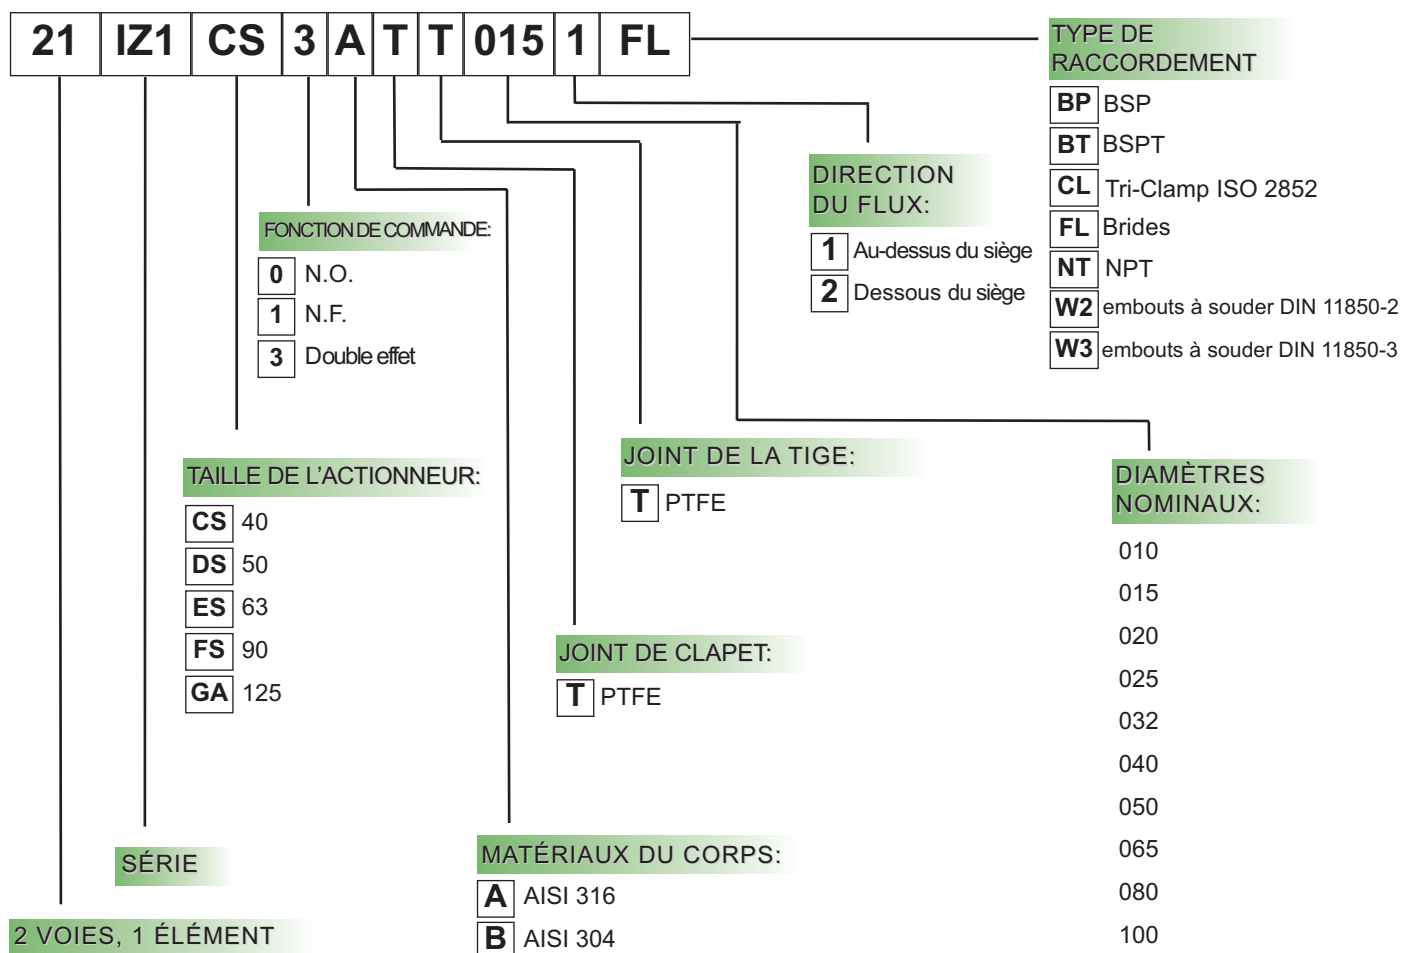 21 IZ1 CS 3 A T T 015 1 FL
TYPE DE
RACCORDEMENT
BP BSP
BT BSPT
CL Tri-Clamp ISO 2852
FL Brides
NT NPT
W2 embouts à souder DIN 11850-2
W3 embouts à souder DIN 11850-3
DIRECTION
DU FLUX:
1 Au-dessus du siège
2 Dessous du siège
FONCTION DE COMMANDE:
0 N.O.
1 N.F.
3 Double effet
TAILLE DE L'ACTIONNEUR:
CS 40
DS 50
ES 63
FS 90
GA 125
JOINT DE LA TIGE:
T PTFE
DIAMÈTRES
NOMINAUX:
010
015
020
025
032
040
050
065
080
100
JOINT DE CLAPET:
T PTFE
SÉRIE
MATÉRIAUX DU CORPS:
A AISI 316
B AISI 304
2 VOIES, 1 ÉLÉMENT